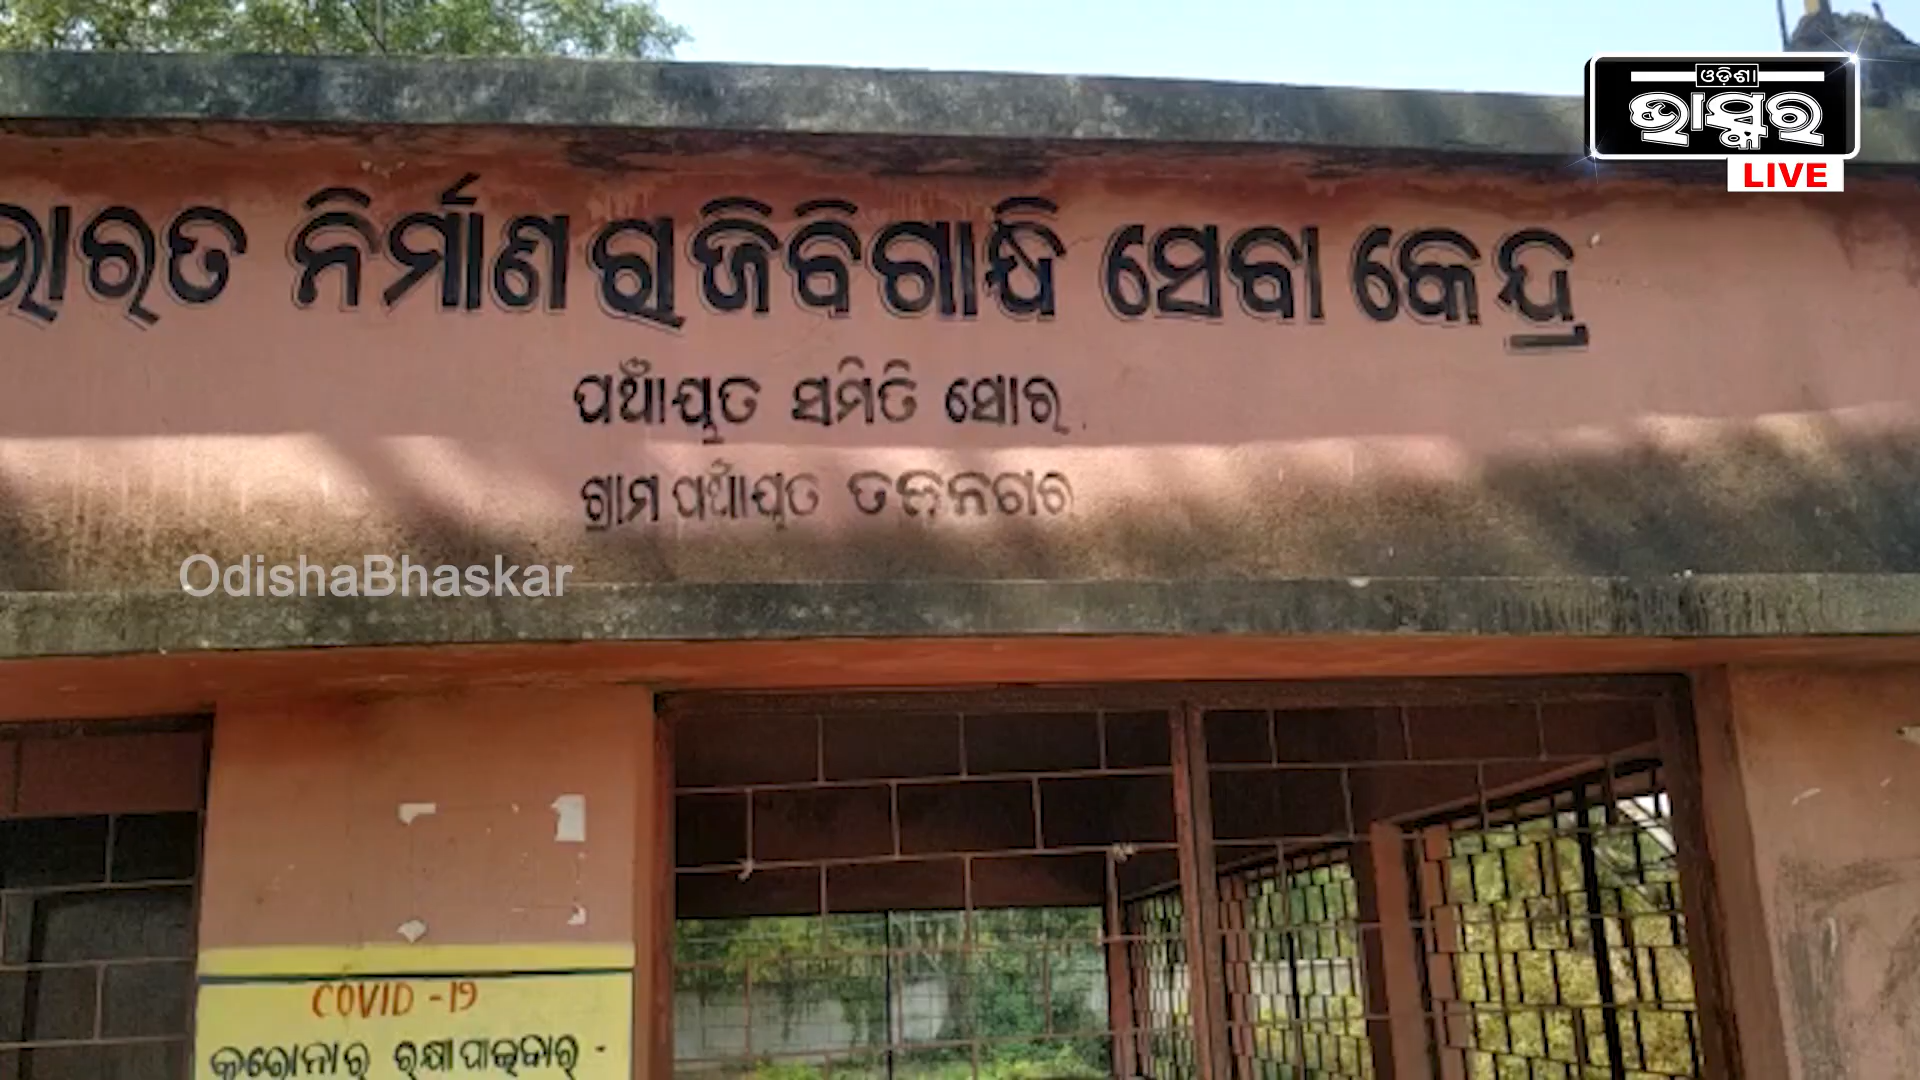 ଓଡ଼ିଶା
ଭାସ୍କର
LIVE
ଭାରତ ନିର୍ମାଣ ରାଜିବିଗାନ୍ଧି ସେବା କେନ୍ଦ୍ର
ପଞ୍ଚାୟତ ସମିତି ସୋର
ଗ୍ରାମ ପଞ୍ଚାୟତ
OdishaBhaskar
COVID -19
କରୋନାରୁ ରକ୍ଷା ପାଇବାର -